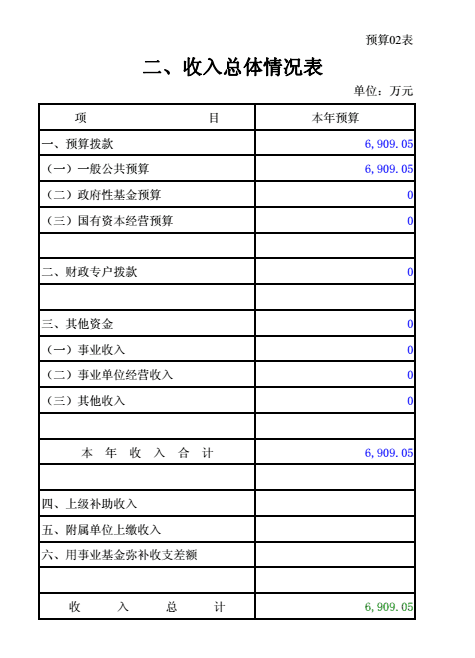 预算02表
二、收入总体情况表
单位：万元
项 目 本年预算
一、预算拨款 6,909.05
（一）一般公共预算 6,909.05
（二）政府性基金预算 0
（三）国有资本经营预算 0
二、财政专户拨款 0
三、其他资金 0
（一）事业收入 0
（二）事业单位经营收入 0
（三）其他收入 0
本 年 收 入 合 计 6,909.05
四、上级补助收入
五、附属单位上缴收入
六、用事业基金弥补收支差额
收 入 总 计 6,909.05